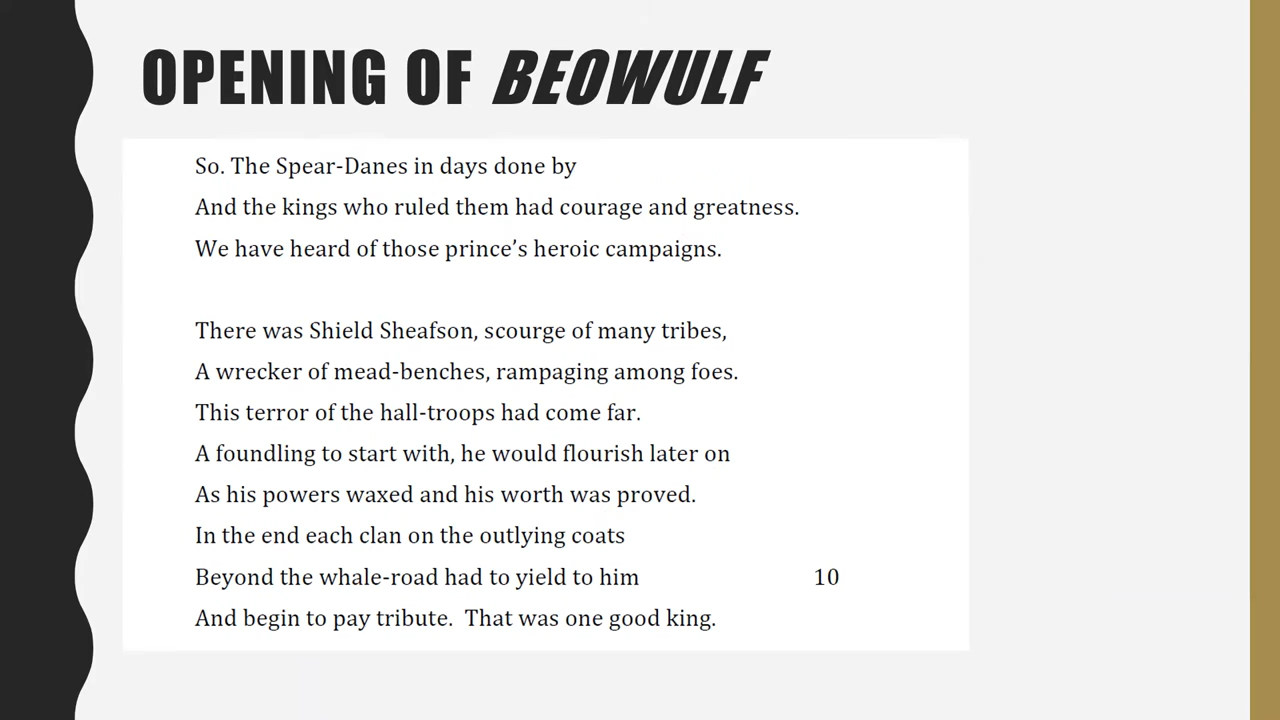 OPENING OF BEOWULF
So. The Spear-Danes in days done by
And the kings who ruled them had courage and greatness.
We have heard of those prince’s heroic campaigns.
There was Shield Sheafson, scourge of many tribes,
A wrecker of mead-benches, rampaging among foes.
This terror of the hall-troops had come far.
A foundling to start with, he would flourish later on
As his powers waxed and his worth was proved.
In the end each clan on the outlying coats
Beyond the whale-road had to yield to him 10
And begin to pay tribute.  That was one good king.